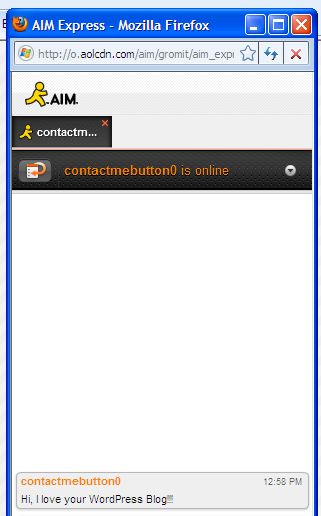 AIM Express - Mozilla Firefox
http://o.aolcdn.com/aim/gromit/aim_expr
AIM.
contactm...
contactmebutton0 is online
contactmebutton0 12:58 PM
Hi, I love your WordPress Blog!!!